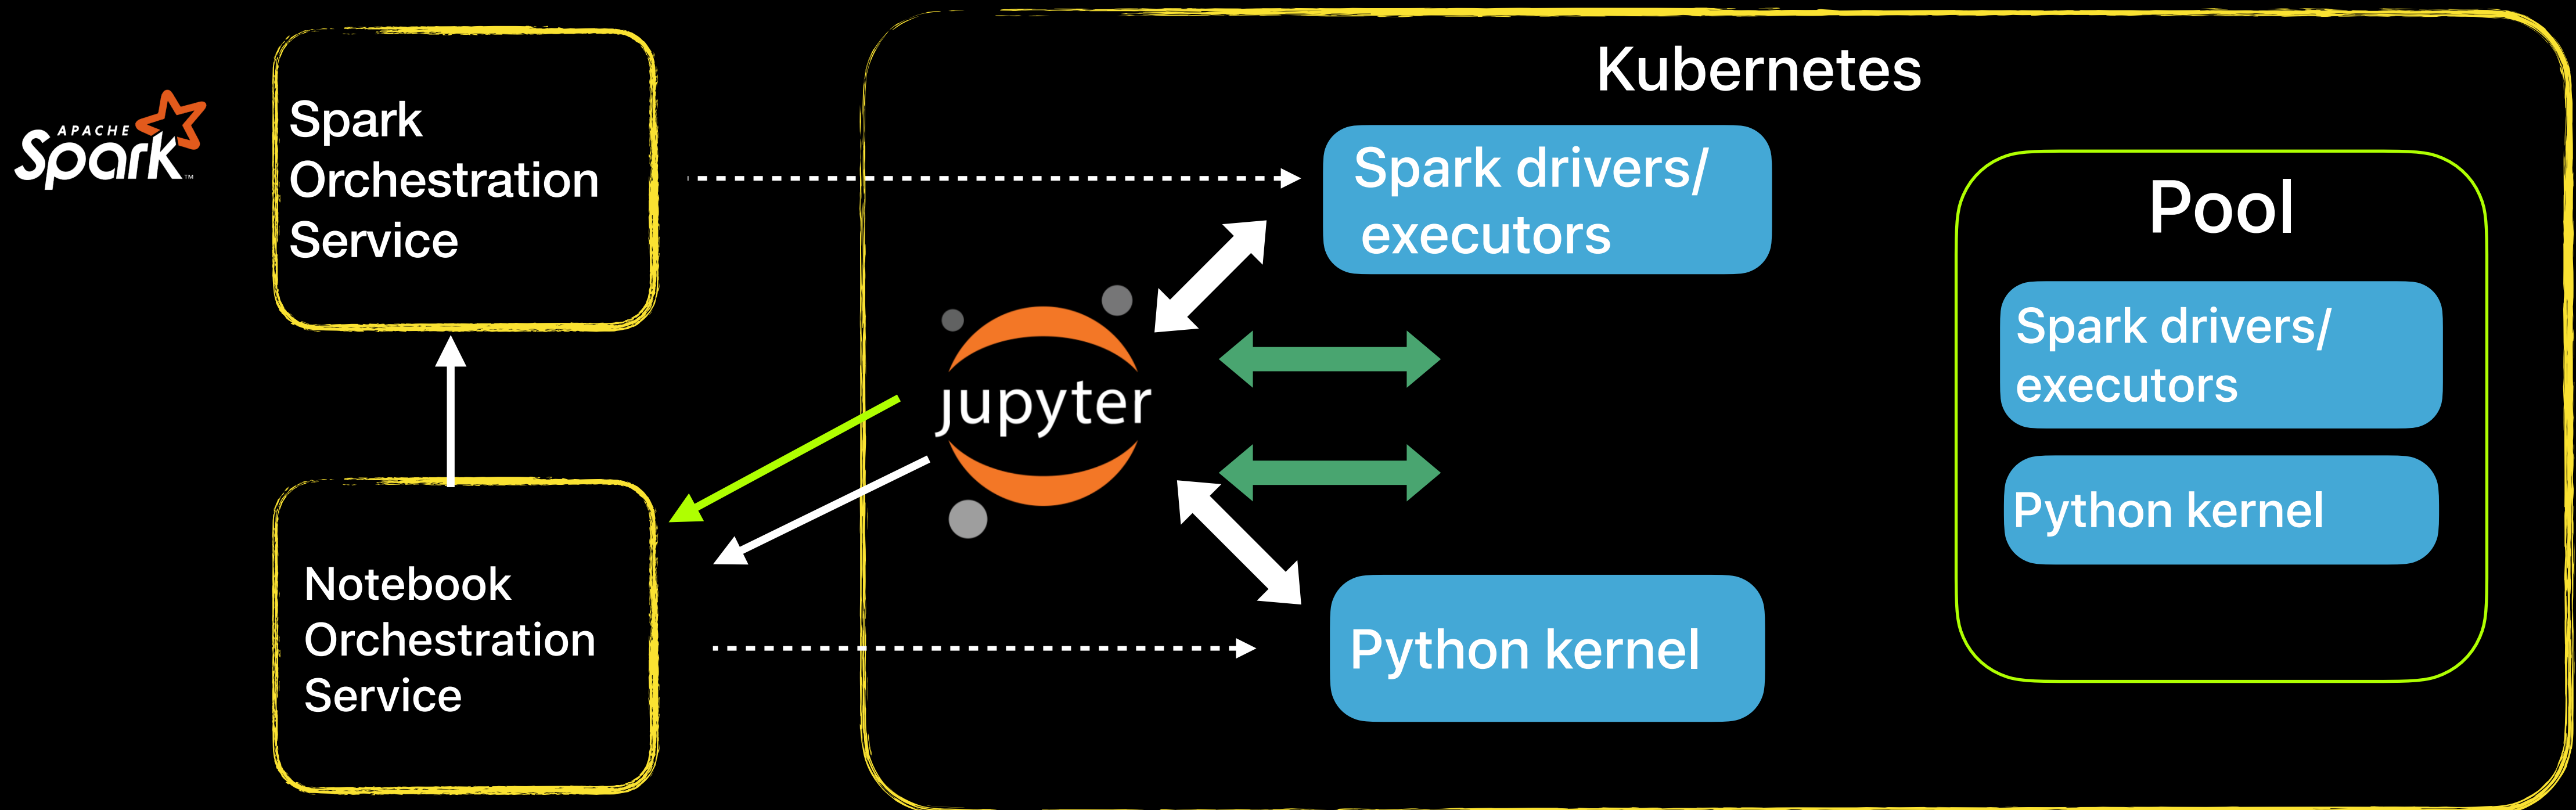 APACHE
Spark™
Spark
Orchestration
Service
Notebook
Orchestration
Service
Kubernetes
jupyter
Spark drivers/
executors
Python kernel
Pool
Spark drivers/
executors
Python kernel